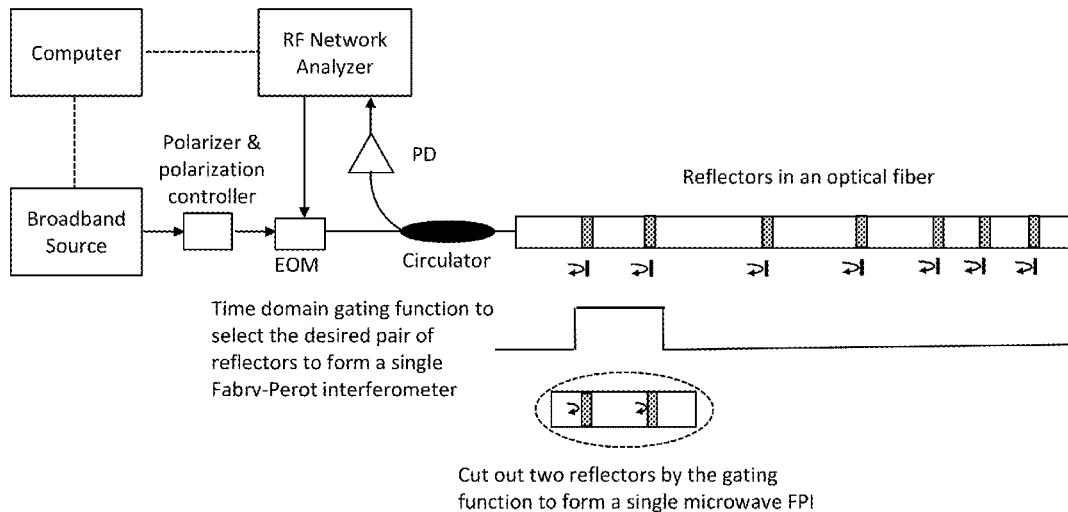 Computer
RF Network
Analyzer
Polarizer &
polarization
controller
PD
Reflectors in an optical fiber
Broadband
Source
EOM
Circulator
Time domain gating function to
select the desired pair of
reflectors to form a single
Fabry-Perot interferometer
Cut out two reflectors by the gating
function to form a single microwave FPI